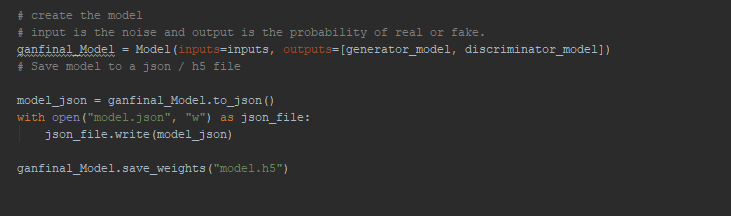 # create the model
# input is the noise and output is the probability of real or fake.
ganfinal_Model = Model(inputs=inputs, outputs=[generator_model, discriminator_model])
# Save model to a json / h5 file
model_json = ganfinal_Model.to_json()
with open("model.json", "w") as json_file:
    json_file.write(model_json)
ganfinal_Model.save_weights("model.h5")